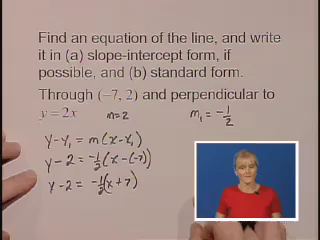 Find an equation of the line, and write
it in (a) slope-intercept form, if
possible, and (b) standard form.
Through (−7, 2) and perpendicular to
y = 2x m=2 m₁ = -1/2
y-y₁ = m(x-x₁)
y-2 = -1/2(x-(-7))
y-2 = -1/2(x+7)